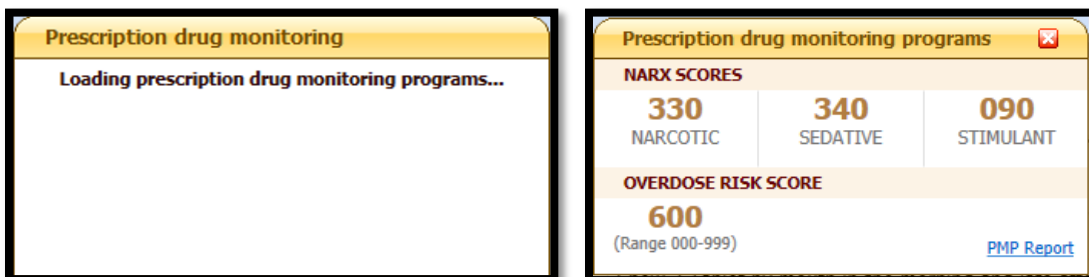 Prescription drug monitoring
Loading prescription drug monitoring programs...
Prescription drug monitoring programs
NARX SCORES
330 340 090
NARCOTIC SEDATIVE STIMULANT
OVERDOSE RISK SCORE
600
(Range 000-999)
PMP Report